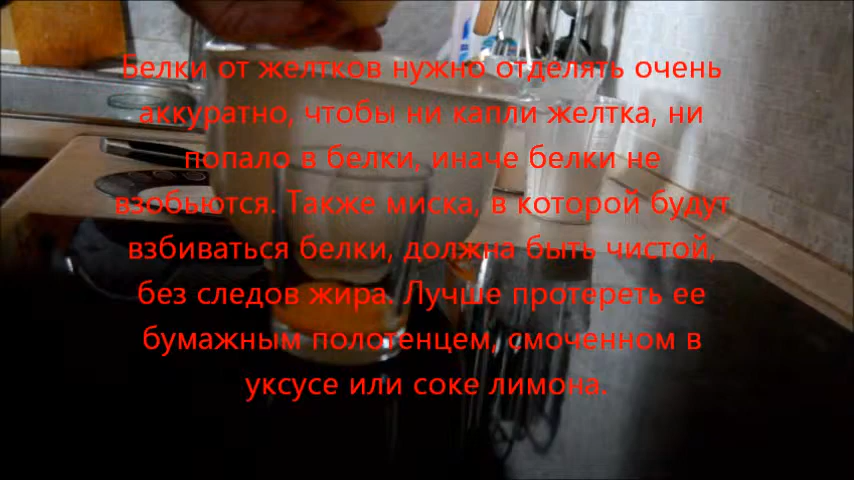 Белки от желтков нужно отделять очень
аккуратно, чтобы ни капли желтка, ни
попало в белки, иначе белки не
взобьются. Также миска, в которой будут
взбиваться белки, должна быть чистой,
без следов жира. Лучше протереть ее
бумажным полотенцем, смоченном в
уксусе или соке лимона.